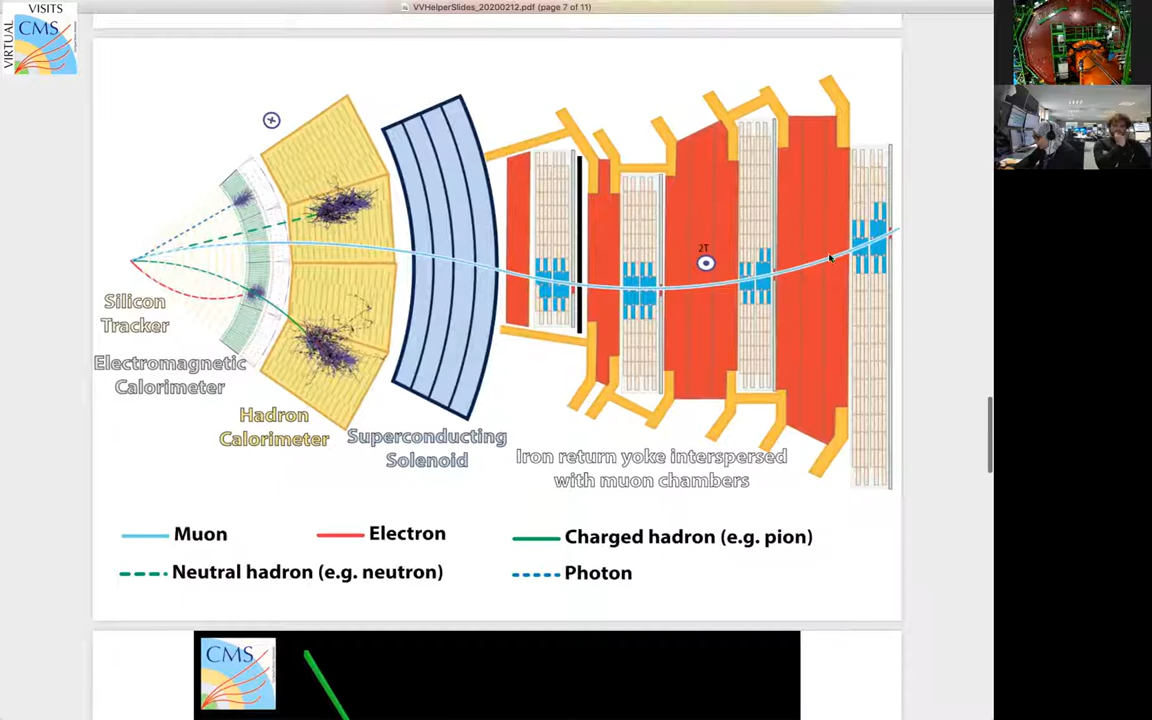 VISITS
VIRTUAL
CMS
VVHelperSlides_20200212.pdf (page 7 of 11)
2T
Silicon
Tracker
Electromagnetic
Calorimeter
Hadron
Calorimeter
Superconducting
Solenoid
Iron return yoke interspersed
with muon chambers
Muon
Electron
Charged hadron (e.g. pion)
Neutral hadron (e.g. neutron)
Photon
CMS